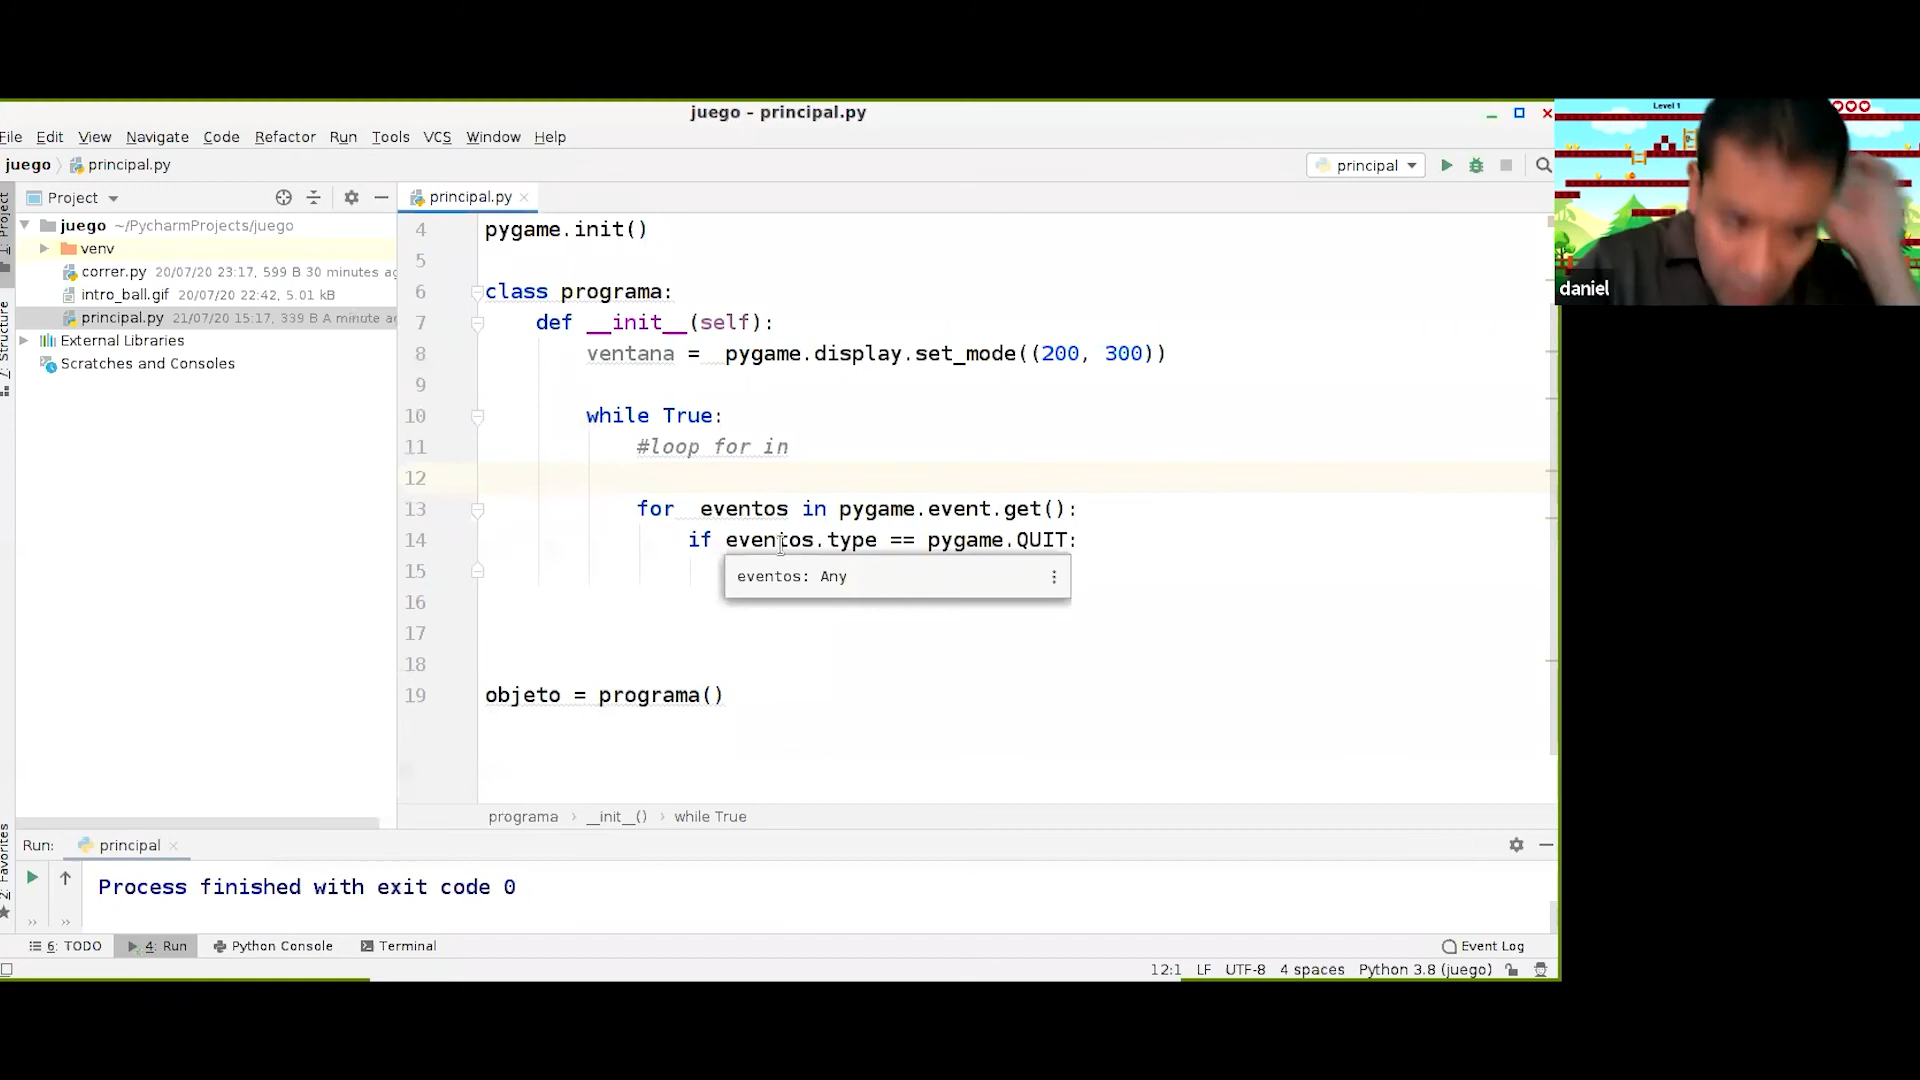 juego – principal.py
File Edit View Navigate Code Refactor Run Tools VCS Window Help
juego principal.py
principal
Level 1
daniel
1: Project
7: Structure
2: Favorites
Project
juego ~/PycharmProjects/juego
venv
correr.py 20/07/20 23:17, 599 B 30 minutes ag
intro_ball.gif 20/07/20 22:42, 5.01 kB
principal.py 21/07/20 15:17, 339 B A minute ag
External Libraries
Scratches and Consoles
principal.py
4 pygame.init()
5
6 class programa:
7 def __init__(self):
8 ventana = pygame.display.set_mode((200, 300))
9
10 while True:
11 #loop for in
12
13 for eventos in pygame.event.get():
14 if eventos.type == pygame.QUIT:
15
eventos: Any
16
17
18
19 objeto = programa()
programa __init__() while True
Run: principal
Process finished with exit code 0
6: TODO 4: Run Python Console Terminal Event Log
12:1 LF UTF-8 4 spaces Python 3.8 (juego)